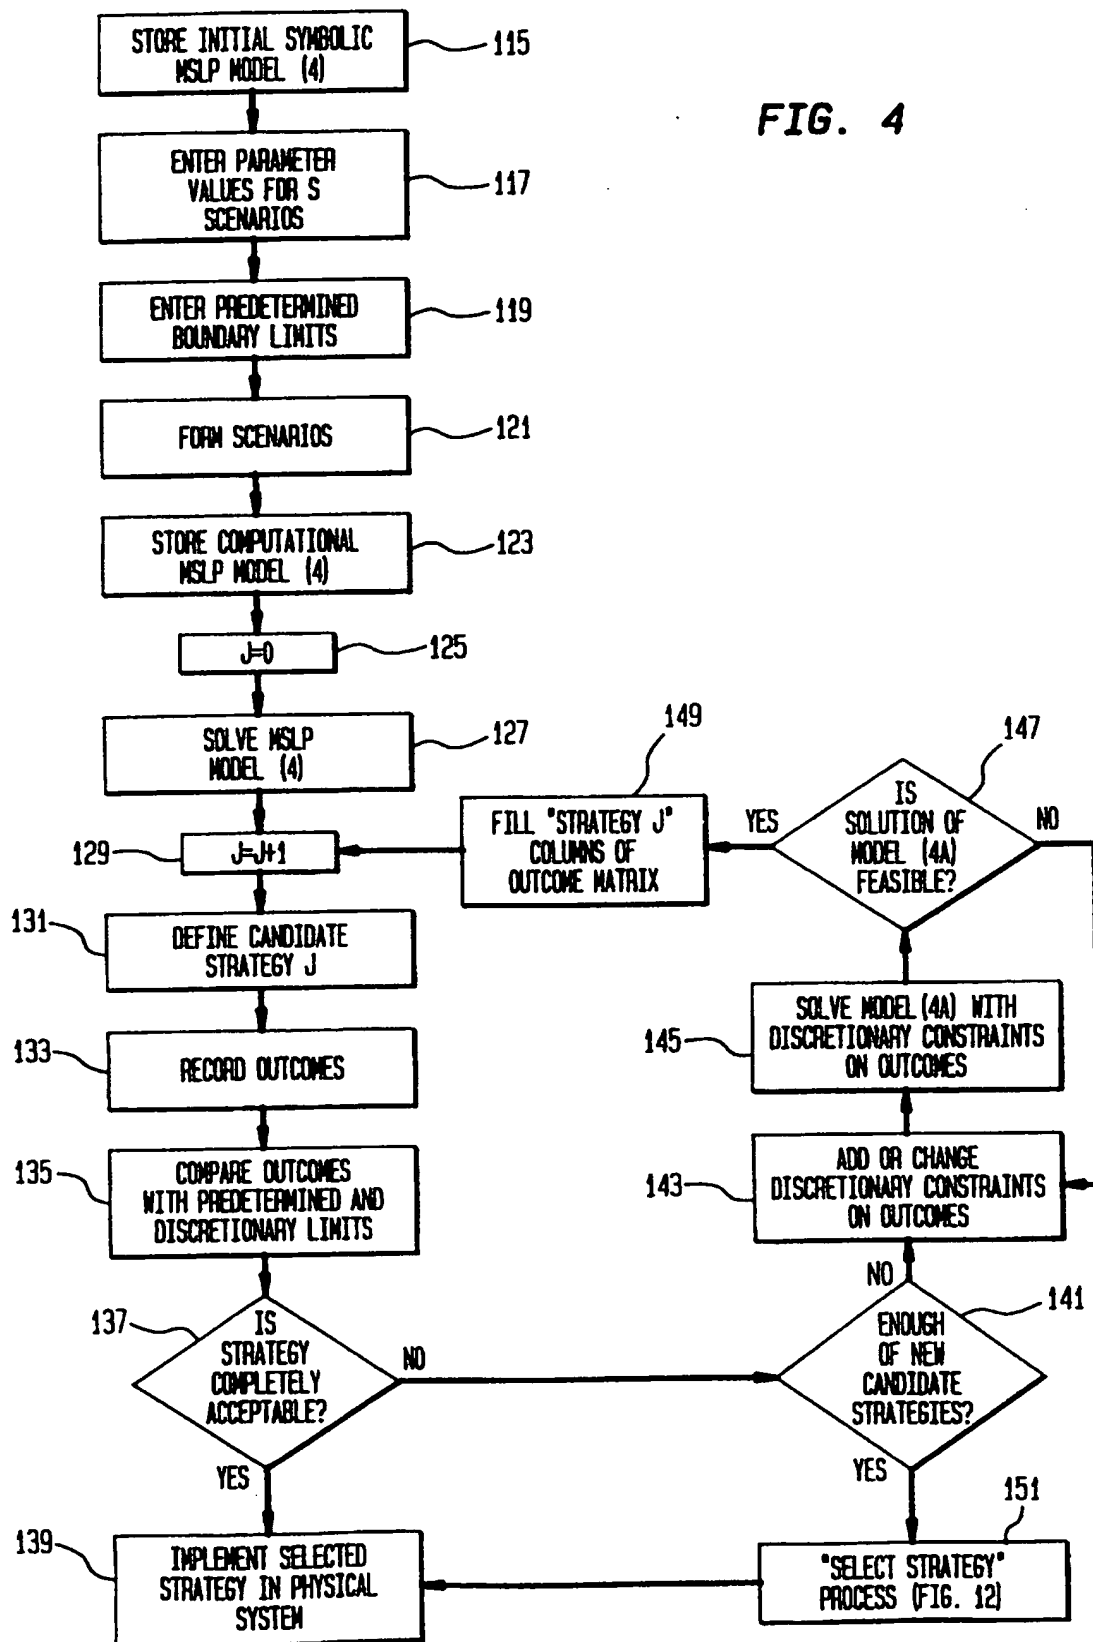 STORE INITIAL SYMBOLIC
MSLP MODEL (4)
115
FIG. 4
ENTER PARAMETER
VALUES FOR S
SCENARIOS
117
ENTER PREDETERMINED
BOUNDARY LIMITS
119
FORM SCENARIOS
121
STORE COMPUTATIONAL
MSLP MODEL (4)
123
J=0
125
SOLVE MSLP
MODEL (4)
127
129
J=J+1
131
DEFINE CANDIDATE
STRATEGY J
133
RECORD OUTCOMES
135
COMPARE OUTCOMES
WITH PREDETERMINED AND
DISCRETIONARY LIMITS
137
IS
STRATEGY
COMPLETELY
ACCEPTABLE?
NO
YES
139
IMPLEMENT SELECTED
STRATEGY IN PHYSICAL
SYSTEM
149
FILL "STRATEGY J"
COLUMNS OF
OUTCOME MATRIX
YES
147
IS
SOLUTION OF
MODEL (4A)
FEASIBLE?
NO
145
SOLVE MODEL (4A) WITH
DISCRETIONARY CONSTRAINTS
ON OUTCOMES
143
ADD OR CHANGE
DISCRETIONARY CONSTRAINTS
ON OUTCOMES
NO
141
ENOUGH
OF NEW
CANDIDATE
STRATEGIES?
YES
151
"SELECT STRATEGY"
PROCESS (FIG. 12)